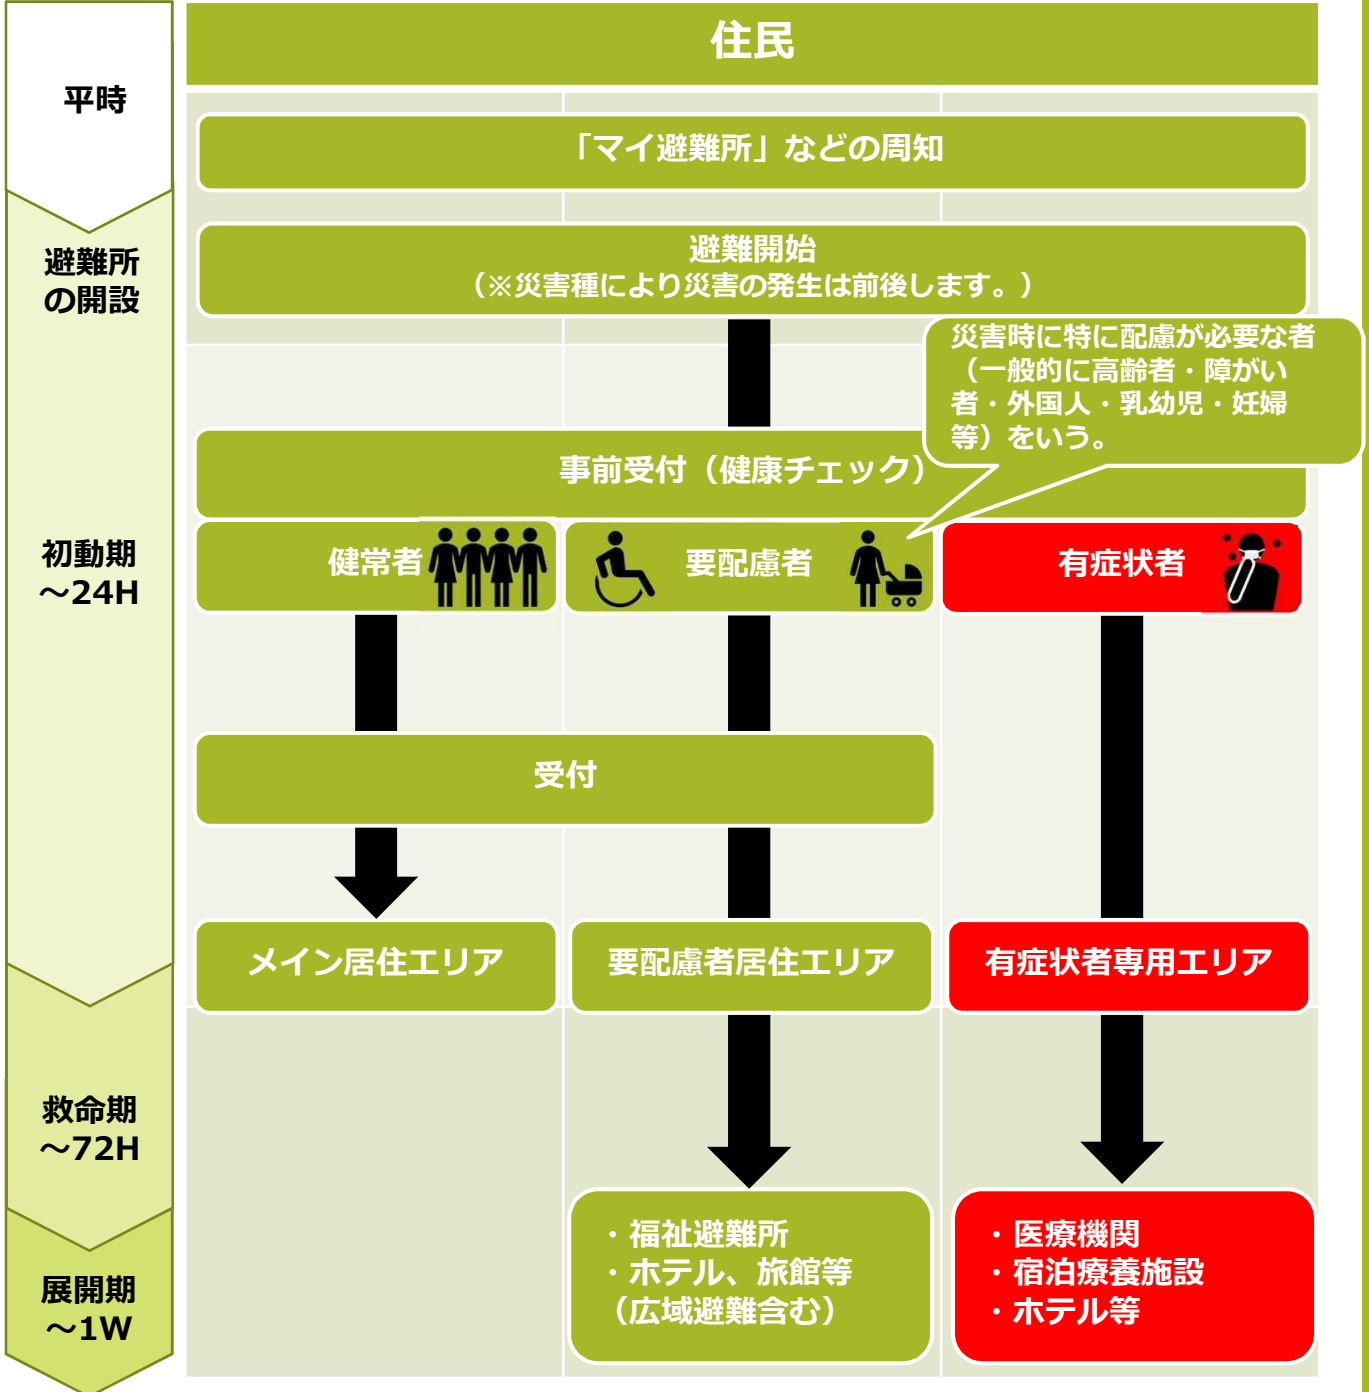 住民
平時
「マイ避難所」などの周知
避難所
の開設
避難開始
（※災害種により災害の発生は前後します。）
災害時に特に配慮が必要な者
（一般的に高齢者・障がい
者・外国人・乳幼児・妊婦
等）をいう。
事前受付（健康チェック）
初動期
～24H
健常者
要配慮者
有症状者
受付
メイン居住エリア
要配慮者居住エリア
有症状者専用エリア
救命期
～72H
・福祉避難所
・ホテル、旅館等
（広域避難含む）
・医療機関
・宿泊療養施設
・ホテル等
展開期
～1W